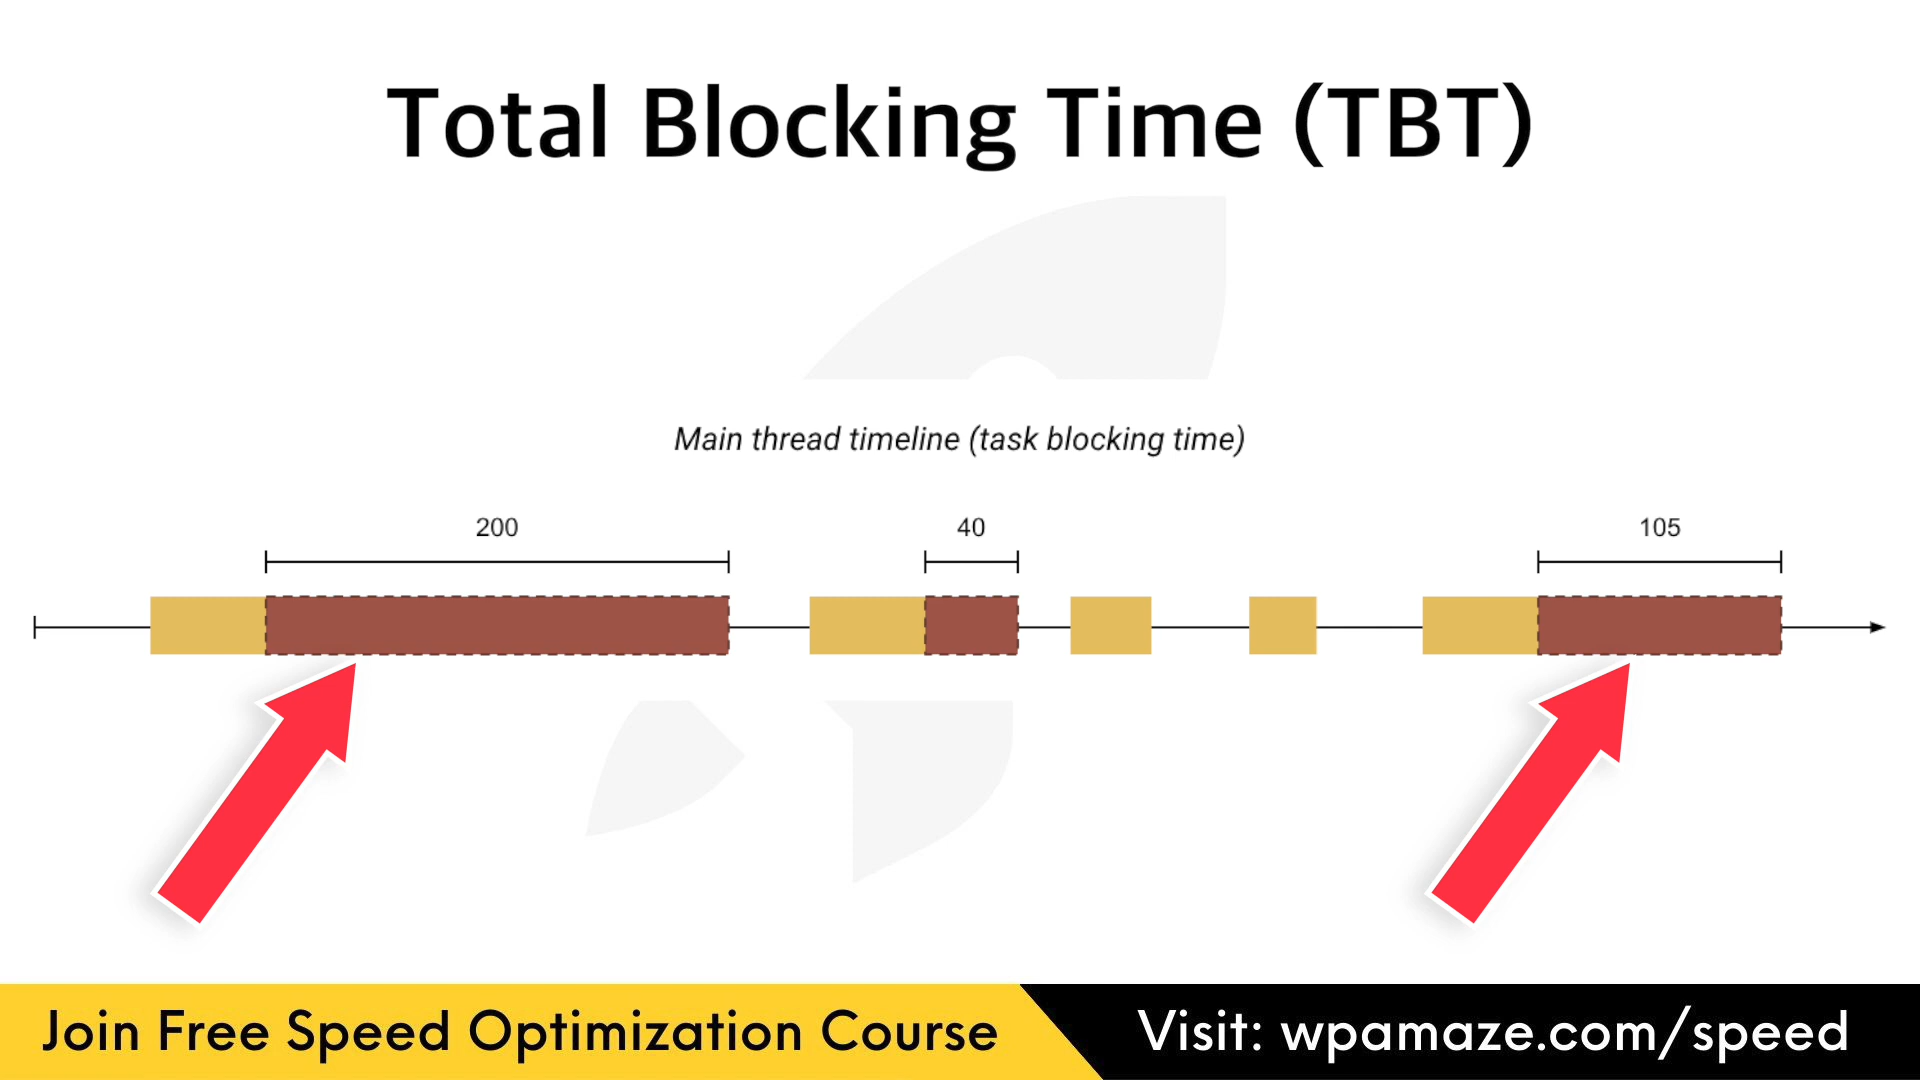 Total Blocking Time (TBT)
Main thread timeline (task blocking time)
200 40 105
Join Free Speed Optimization Course
Visit: wpamaze.com/speed